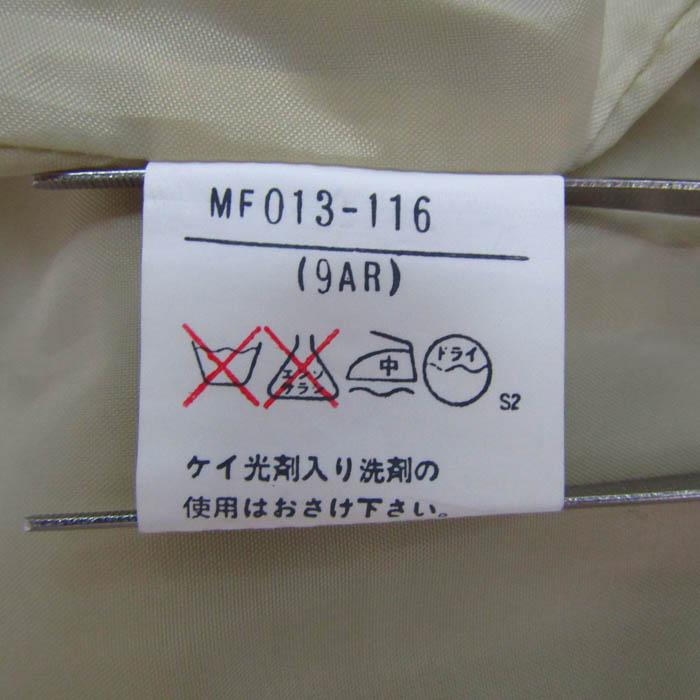 MF013-116
(9AR)
エンソ
サラシ
中
ドライ
S2
ケイ光剤入り洗剤の
使用はおさけ下さい。